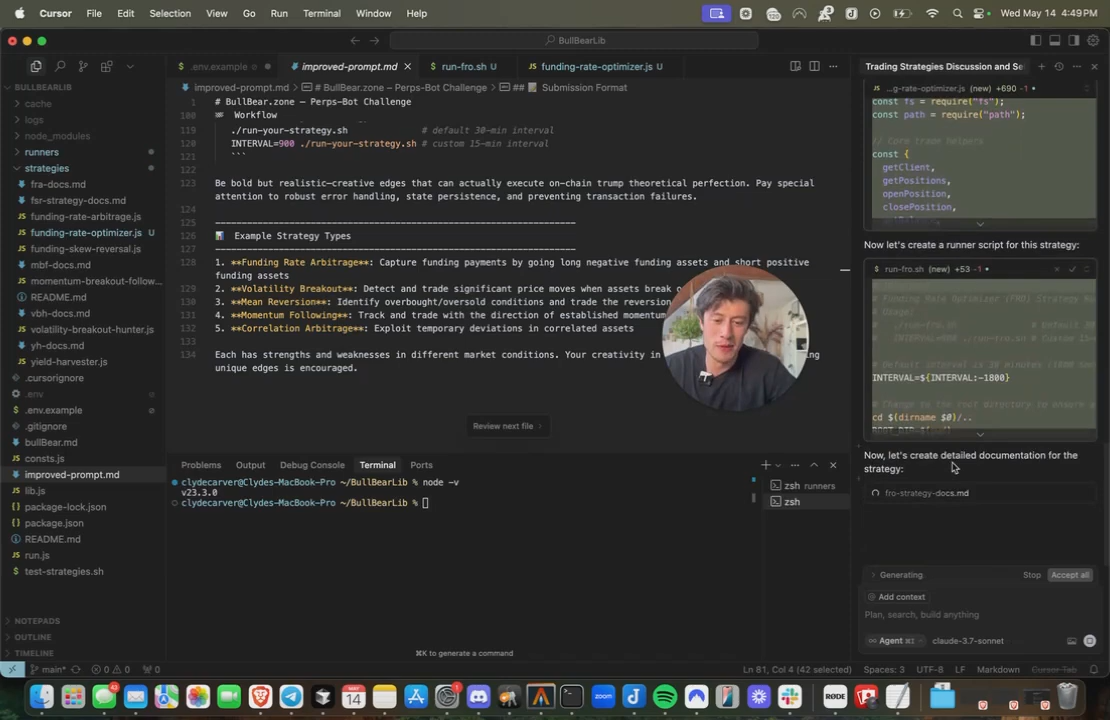 Cursor File Edit Selection View Go Run Terminal Window Help
Wed May 14 4:49 PM
BullBearLib
.env.example
improved-prompt.md
run-fro.sh U
funding-rate-optimizer.js U
Trading Strategies Discussion and Se
BULLBEARLIB
cache
logs
node_modules
runners
strategies
fra-docs.md
fsr-strategy-docs.md
funding-rate-arbitrage.js
funding-rate-optimizer.js U
funding-skew-reversal.js
mbf-docs.md
momentum-breakout-follow...
README.md
vbh-docs.md
volatility-breakout-hunter.js
yh-docs.md
yield-harvester.js
.cursorignore
.env
.env.example
.gitignore
bullBear.md
consts.js
improved-prompt.md
lib.js
package-lock.json
package.json
README.md
run.js
test-strategies.sh
NOTEPADS
OUTLINE
TIMELINE
improved-prompt.md > # BullBear.zone – Perps-Bot Challenge > ## Submission Format
1 # BullBear.zone – Perps-Bot Challenge
100 Workflow
119 ./run-your-strategy.sh # default 30-min interval
120 INTERVAL=900 ./run-your-strategy.sh # custom 15-min interval
121 ```
122
123 Be bold but realistic-creative edges that can actually execute on-chain trump theoretical perfection. Pay special
attention to robust error handling, state persistence, and preventing transaction failures.
124
125
126 Example Strategy Types
127
128 1. **Funding Rate Arbitrage**: Capture funding payments by going long negative funding assets and short positive
funding assets
129 2. **Volatility Breakout**: Detect and trade significant price moves when assets break o
130 3. **Mean Reversion**: Identify overbought/oversold conditions and trade the reversion
131 4. **Momentum Following**: Track and trade with the direction of established momentum
132 5. **Correlation Arbitrage**: Exploit temporary deviations in correlated assets
133
134 Each has strengths and weaknesses in different market conditions. Your creativity in
unique edges is encouraged.
Review next file
Problems Output Debug Console Terminal Ports
clydecarver@Clydes-MacBook-Pro ~/BullBearLib % node -v
v23.3.0
clydecarver@Clydes-MacBook-Pro ~/BullBearLib %
zsh runners
zsh
⌘K to generate a command
...g-rate-optimizer.js (new) +690 -1
const fs = require("fs");
const path = require("path");
// Core trade helpers
const {
getClient,
getPositions,
openPosition,
closePosition,
Now let's create a runner script for this strategy:
run-fro.sh (new) +53 -1
# Funding Rate Optimizer (FRO) Strategy Ru
# Usage:
INTERVAL=${INTERVAL:-1800}
# Change to the root directory to ensure
cd $(dirname $0)/..
Now, let's create detailed documentation for the
strategy:
fro-strategy-docs.md
Generating
Stop Accept all
Add context
Plan, search, build anything
Agent claude-3.7-sonnet
main* 0 0 0
Ln 81, Col 4 (42 selected) Spaces: 3 UTF-8 LF Markdown Cursor Tab